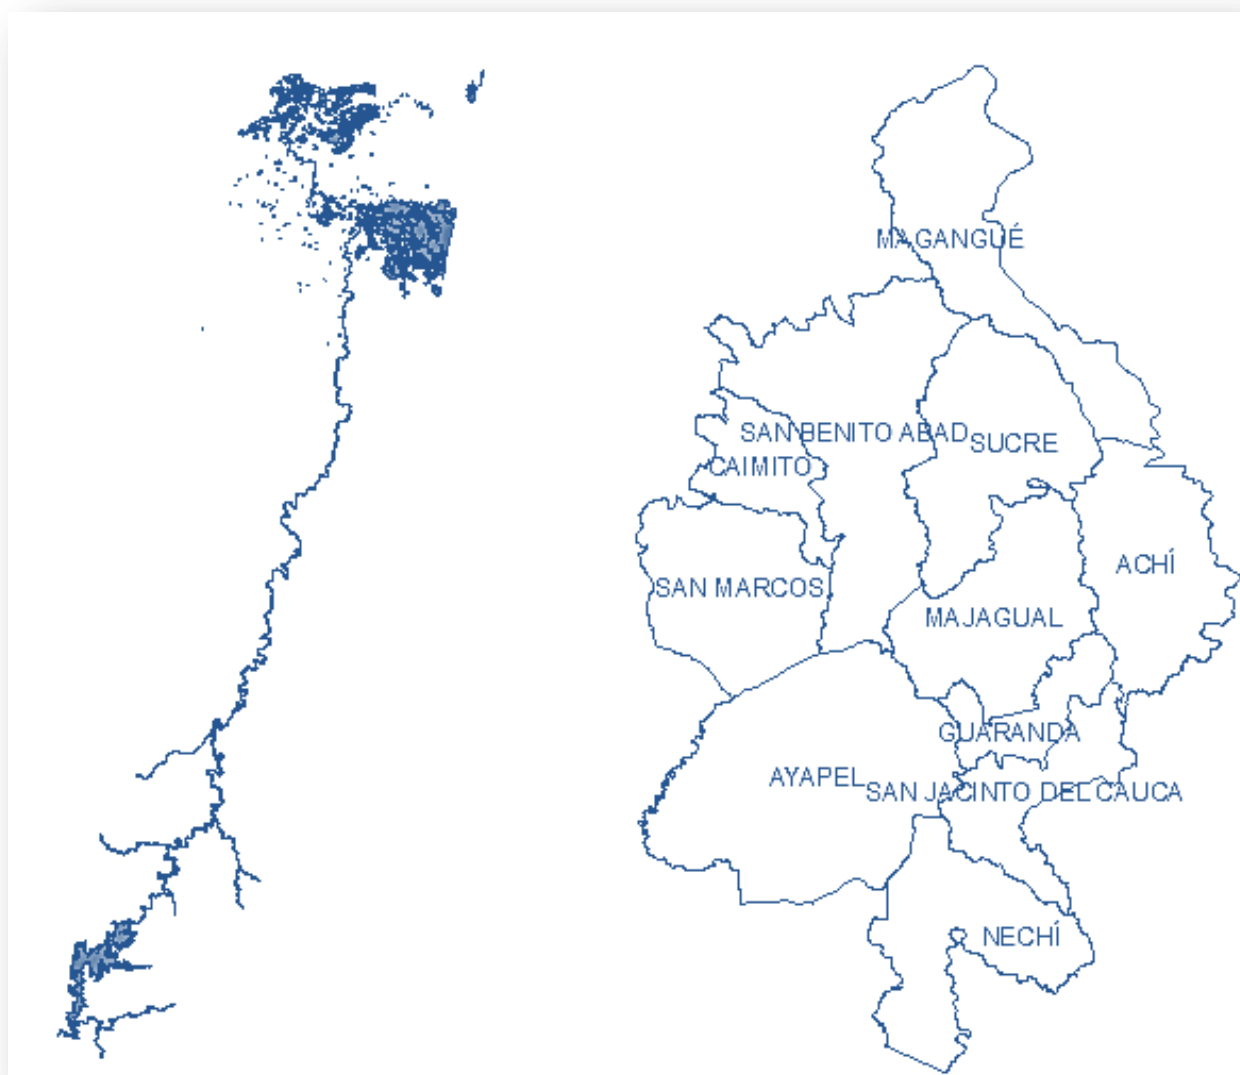 MAGANGUÉ
SAN BENITO ABAD
SUCRE
CAIMITO
ACHÍ
SAN MARCOS
MAJAGUAL
GUARANDA
AYAPEL
SAN JACINTO DEL CAUCA
NECHÍ